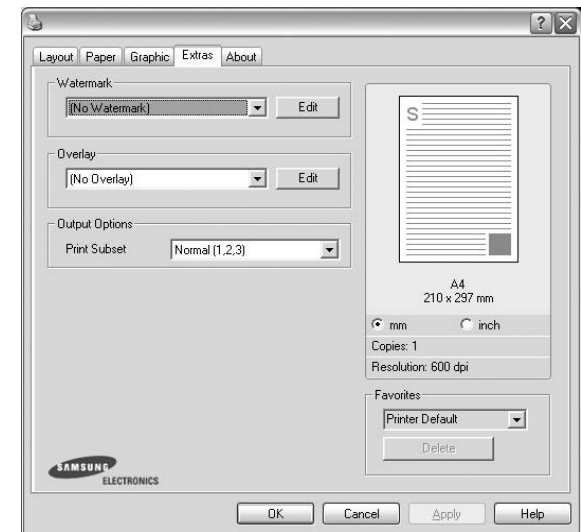 Layout Paper Graphic Extras About
Watermark
(No Watermark) Edit
Overlay
(No Overlay) Edit
Output Options
Print Subset Normal (1,2,3)
S
A4
210 x 297 mm
mm inch
Copies: 1
Resolution: 600 dpi
Favorites
Printer Default
Delete
SAMSUNG
ELECTRONICS
OK Cancel Apply Help